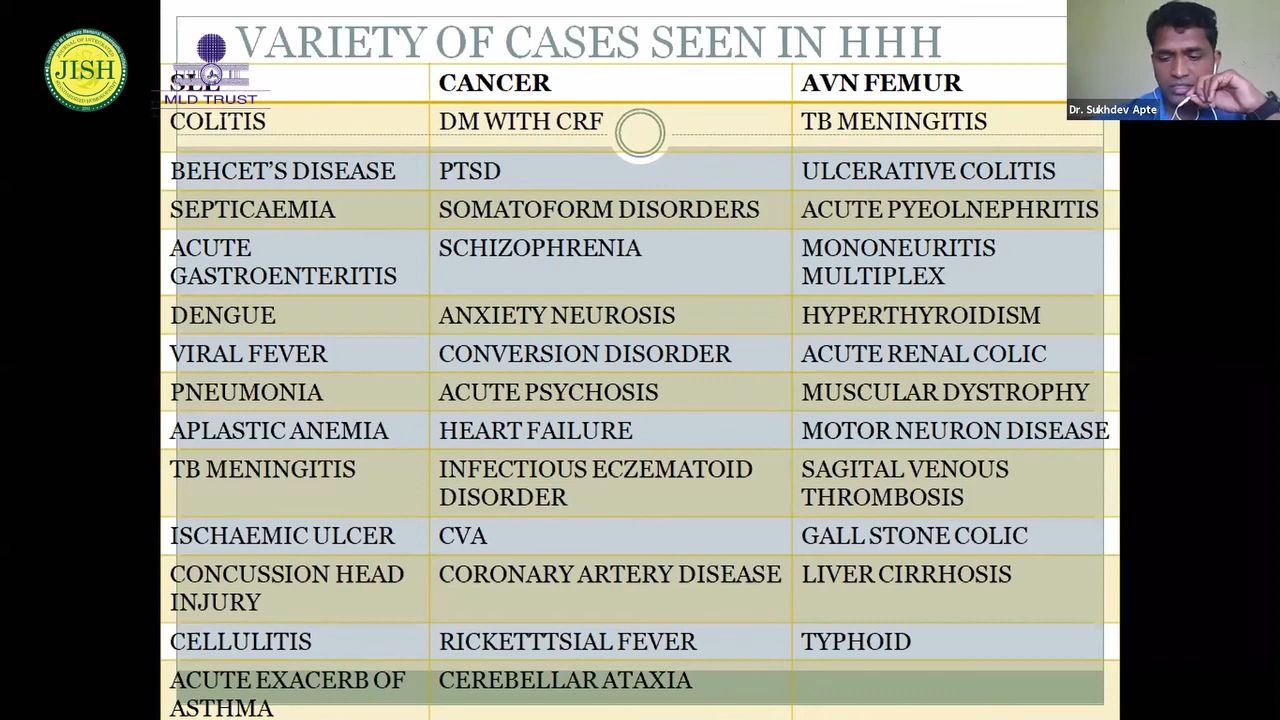 VARIETY OF CASES SEEN IN HHH
JISH
MLD TRUST
Dr. Sukhdev Apte
SLE CANCER AVN FEMUR
COLITIS DM WITH CRF TB MENINGITIS
BEHCET'S DISEASE PTSD ULCERATIVE COLITIS
SEPTICAEMIA SOMATOFORM DISORDERS ACUTE PYEOLNEPHRITIS
ACUTE GASTROENTERITIS SCHIZOPHRENIA MONONEURITIS MULTIPLEX
DENGUE ANXIETY NEUROSIS HYPERTHYROIDISM
VIRAL FEVER CONVERSION DISORDER ACUTE RENAL COLIC
PNEUMONIA ACUTE PSYCHOSIS MUSCULAR DYSTROPHY
APLASTIC ANEMIA HEART FAILURE MOTOR NEURON DISEASE
TB MENINGITIS INFECTIOUS ECZEMATOID DISORDER SAGITAL VENOUS THROMBOSIS
ISCHAEMIC ULCER CVA GALL STONE COLIC
CONCUSSION HEAD INJURY CORONARY ARTERY DISEASE LIVER CIRRHOSIS
CELLULITIS RICKETTTSIAL FEVER TYPHOID
ACUTE EXACERB OF ASTHMA CEREBELLAR ATAXIA